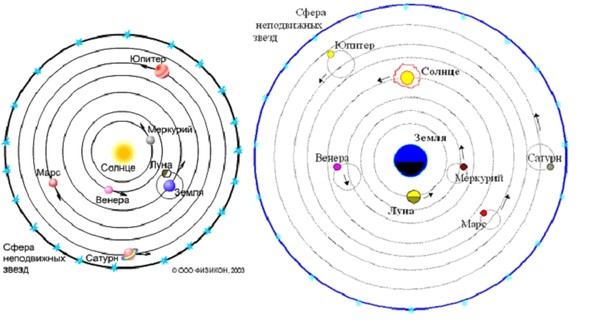 Юпитер
Меркурий
Солнце
Луна
Марс
Венера
Земля
Сфера
неподвижных
звезд
Сатурн
© ООО ФИЗИКОН, 2003
Сфера
неподвижных
звезд
Юпитер
Солнце
Земля
Венера
Меркурий
Сатурн
Луна
Марс